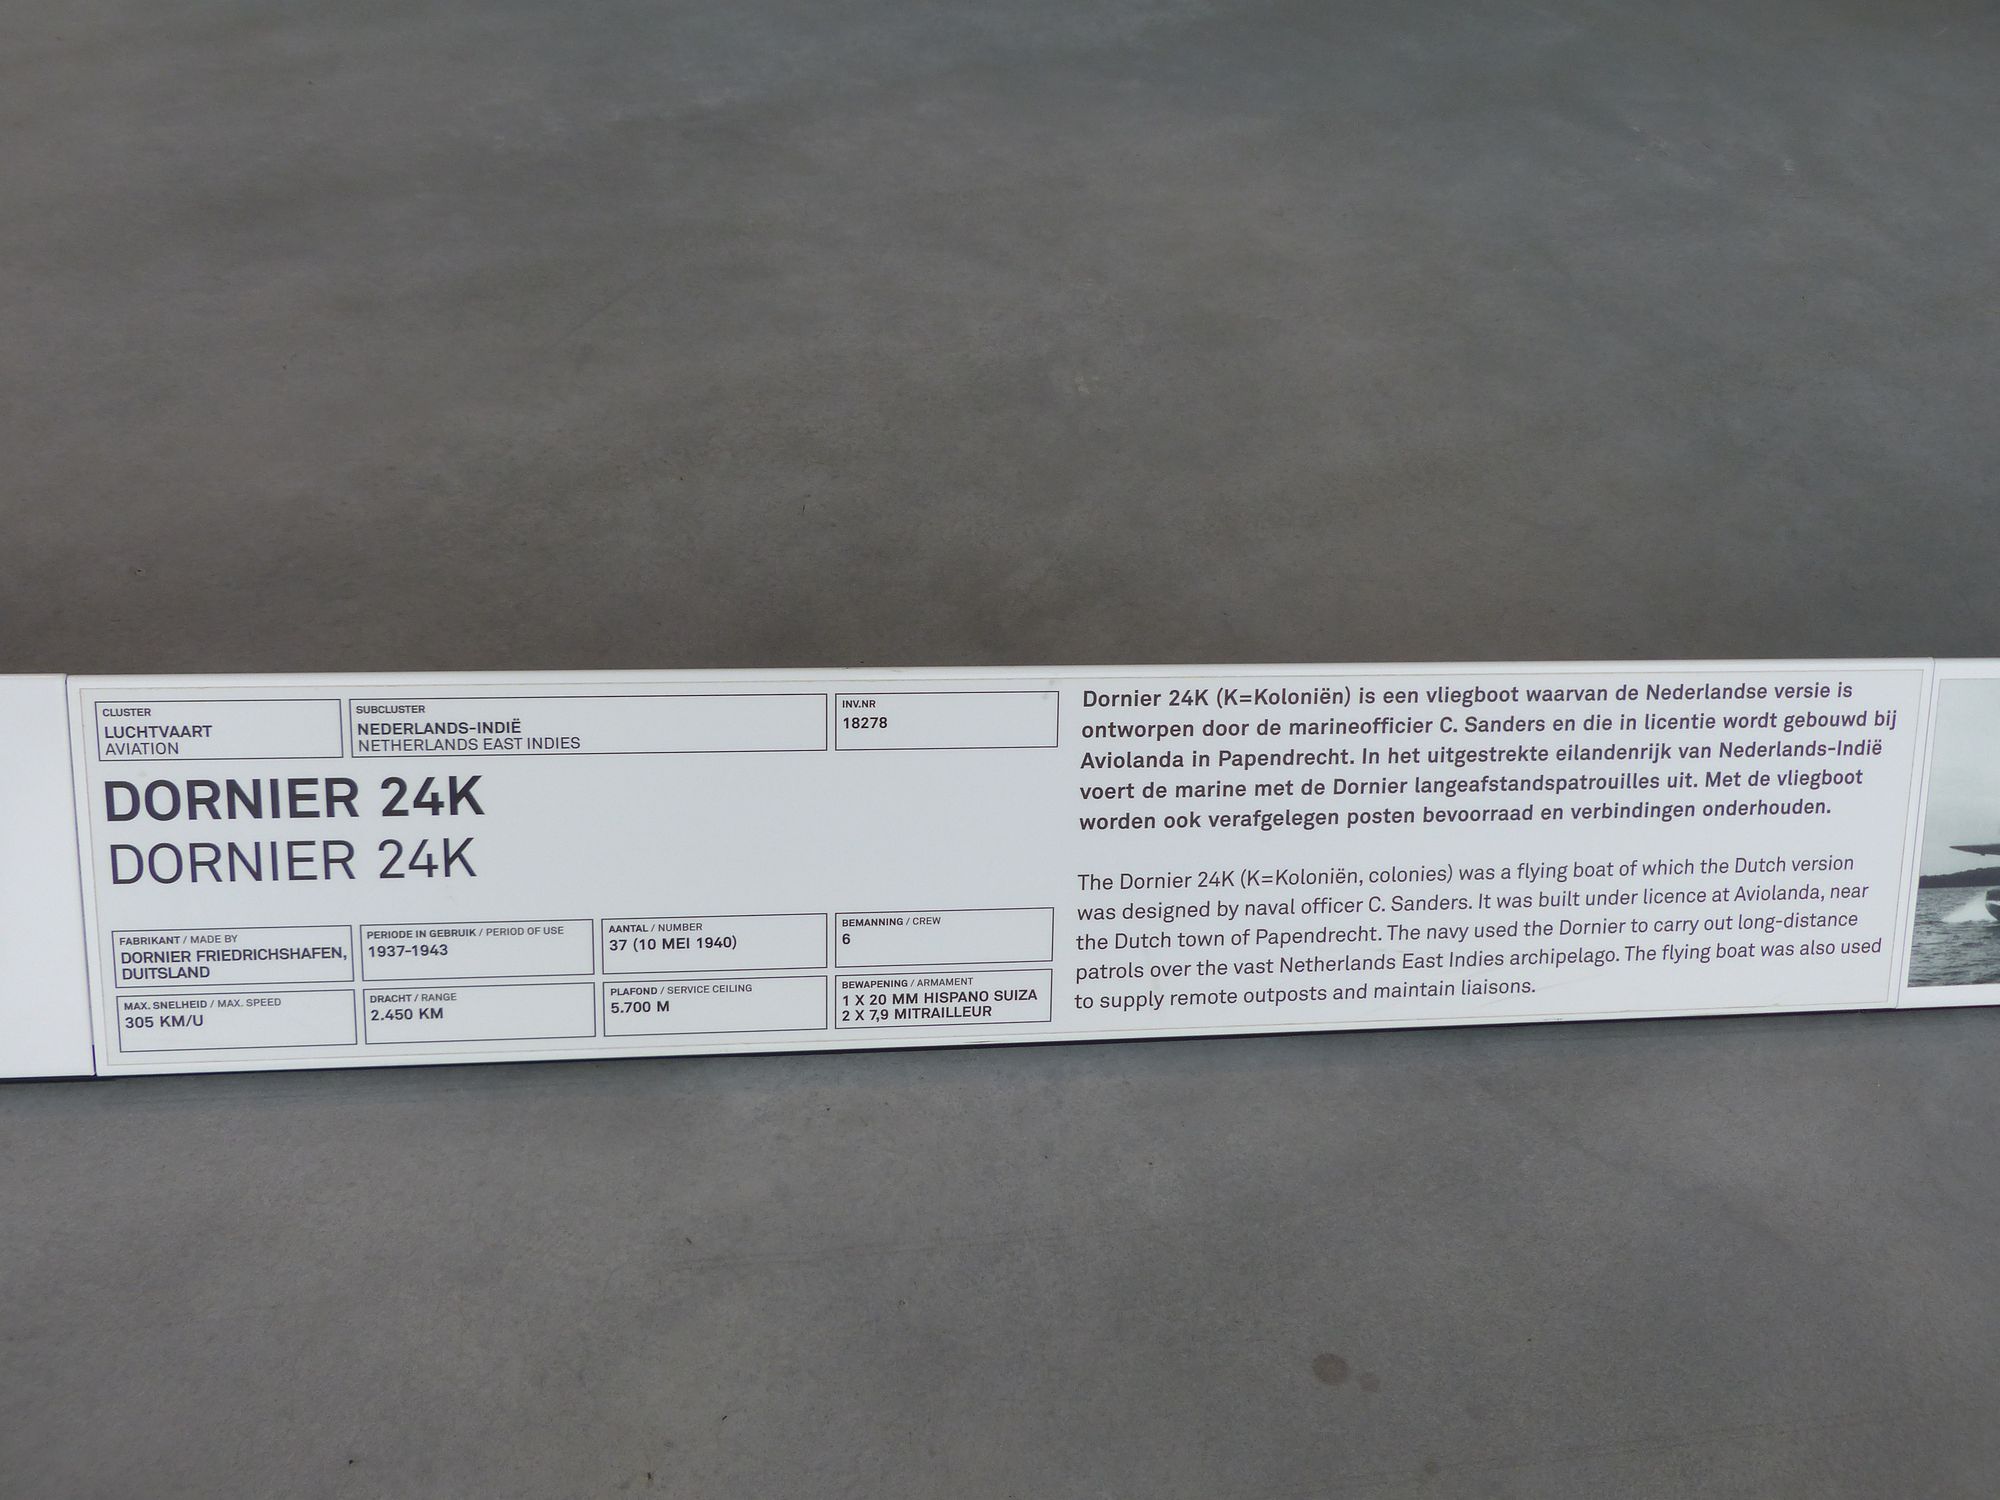 CLUSTER
LUCHTVAART
AVIATION
SUBCLUSTER
NEDERLANDS-INDIË
NETHERLANDS EAST INDIES
INV.NR
18278
DORNIER 24K
DORNIER 24K
FABRIKANT / MADE BY
DORNIER FRIEDRICHSHAFEN,
DUITSLAND
PERIODE IN GEBRUIK / PERIOD OF USE
1937-1943
AANTAL / NUMBER
37 (10 MEI 1940)
BEMANNING / CREW
6
MAX. SNELHEID / MAX. SPEED
305 KM/U
DRACHT / RANGE
2.450 KM
PLAFOND / SERVICE CEILING
5.700 M
BEWAPENING / ARMAMENT
1 X 20 MM HISPANO SUIZA
2 X 7,9 MITRAILLEUR
Dornier 24K (K=Koloniën) is een vliegboot waarvan de Nederlandse versie is
ontworpen door de marineofficier C. Sanders en die in licentie wordt gebouwd bij
Aviolanda in Papendrecht. In het uitgestrekte eilandenrijk van Nederlands-Indië
voert de marine met de Dornier langeafstandspatrouilles uit. Met de vliegboot
worden ook verafgelegen posten bevoorraad en verbindingen onderhouden.
The Dornier 24K (K=Koloniën, colonies) was a flying boat of which the Dutch version
was designed by naval officer C. Sanders. It was built under licence at Aviolanda, near
the Dutch town of Papendrecht. The navy used the Dornier to carry out long-distance
patrols over the vast Netherlands East Indies archipelago. The flying boat was also used
to supply remote outposts and maintain liaisons.